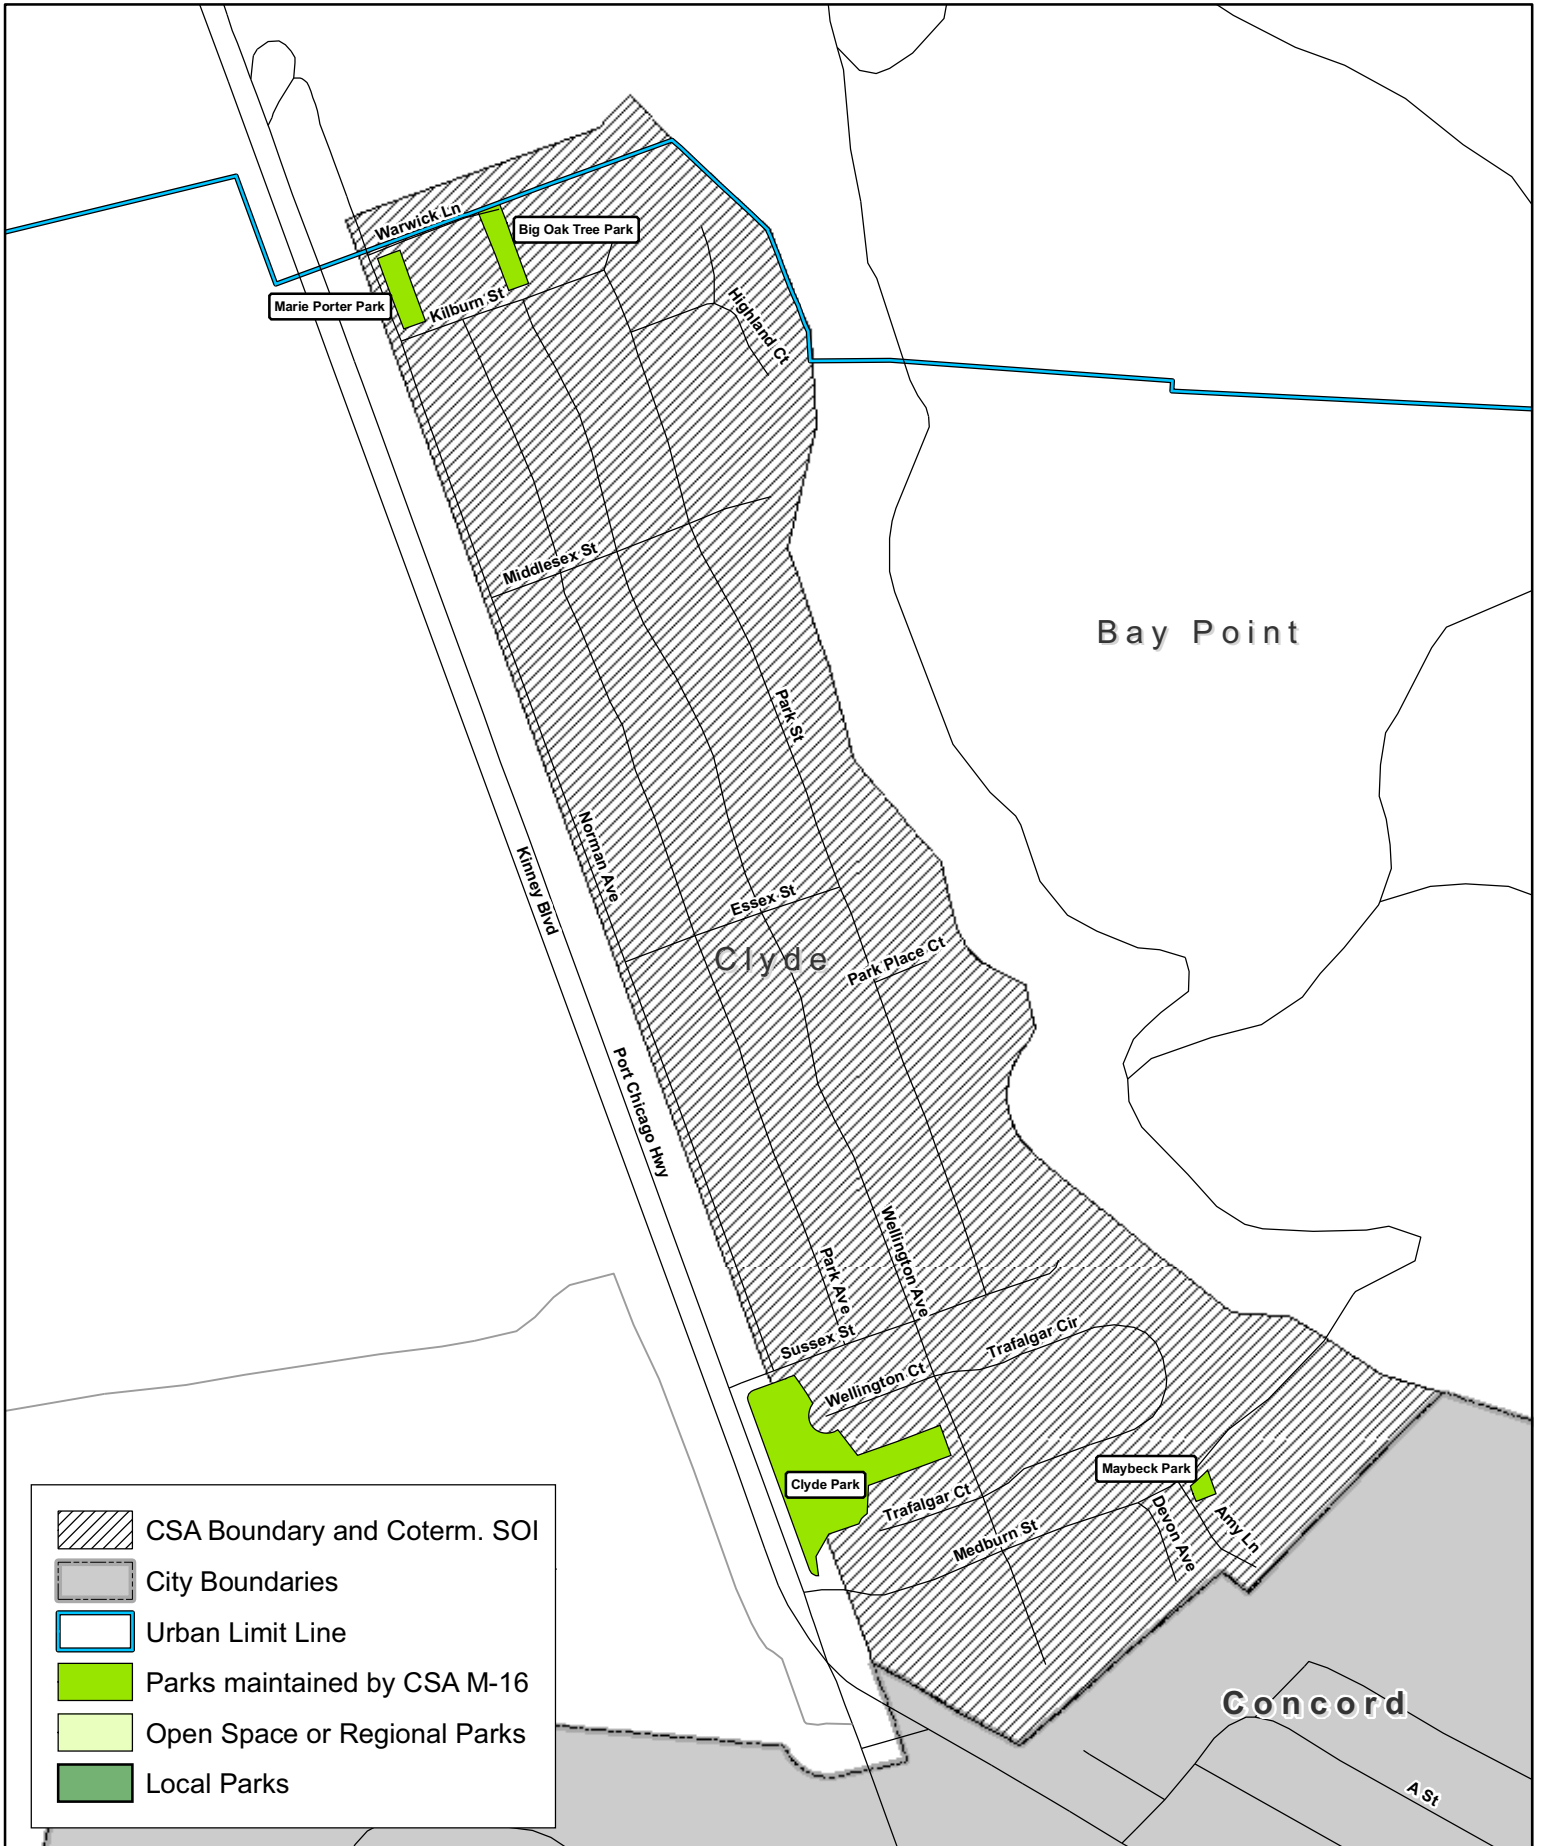 Warwick Ln
Big Oak Tree Park
Marie Porter Park
Kilburn St
Highland Ct
Middlesex St
Bay Point
Park St
Norman Ave
Kinney Blvd
Essex St
Clyde
Park Place Ct
Port Chicago Hwy
Wellington Ave
Park Ave
Sussex St
Trafalgar Cir
Wellington Ct
Maybeck Park
Clyde Park
Trafalgar Ct
Devon Ave
Amy Ln
Medburn St
CSA Boundary and Coterm. SOI
City Boundaries
Urban Limit Line
Parks maintained by CSA M-16
Open Space or Regional Parks
Local Parks
Concord
A St